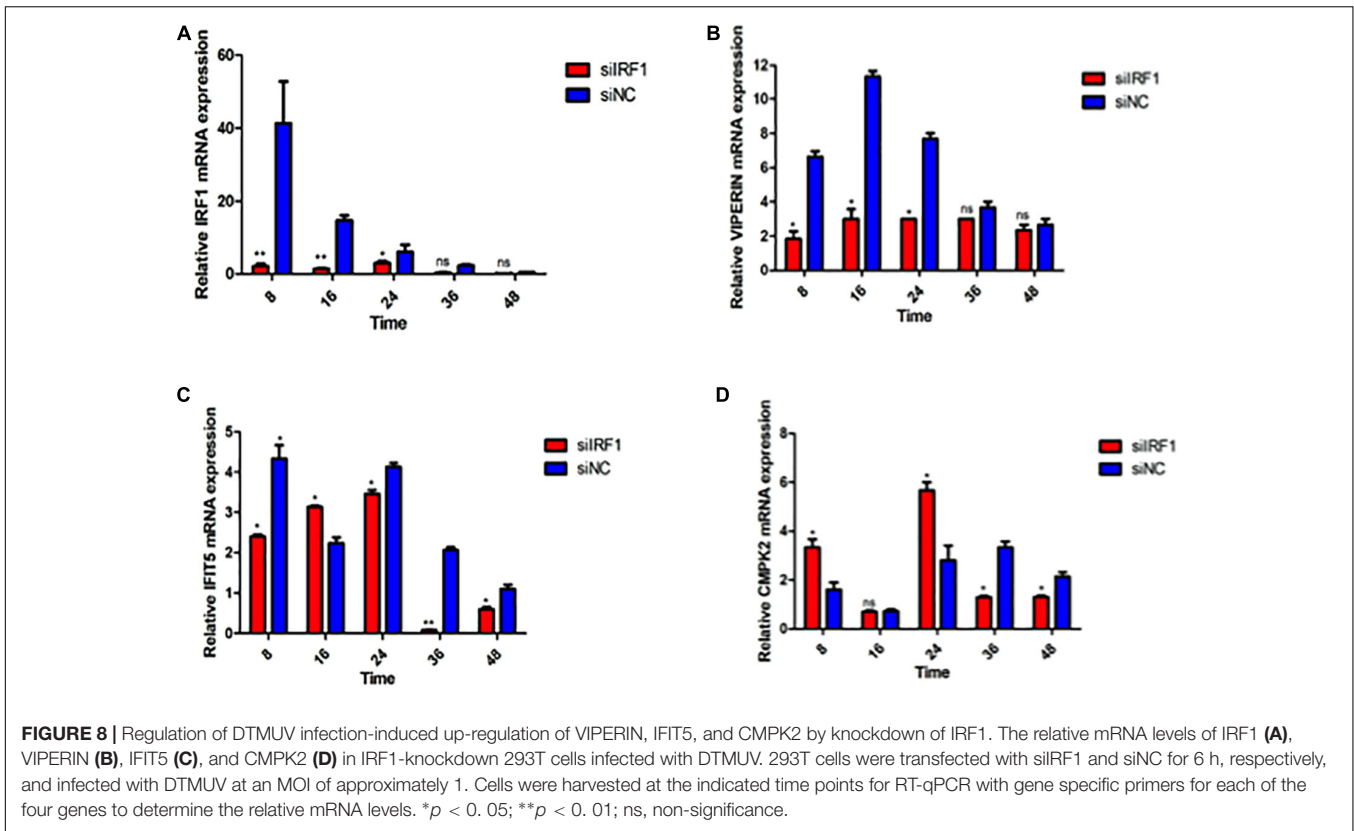 A
Relative IRF1 mRNA expression
60
40
20
0
** ** * ns ns
8 16 24 36 48
Time
siIRF1
siNC
B
Relative VIPERIN mRNA expression
12
10
8
6
4
2
0
* * * ns ns
8 16 24 36 48
Time
siIRF1
siNC
C
Relative IFIT5 mRNA expression
5
4
3
2
1
0
* * * * ** *
8 16 24 36 48
Time
siIRF1
siNC
D
Relative CMPK2 mRNA expression
8
6
4
2
0
* ns * * *
8 16 24 36 48
Time
siIRF1
siNC
FIGURE 8 | Regulation of DTMUV infection-induced up-regulation of VIPERIN, IFIT5, and CMPK2 by knockdown of IRF1. The relative mRNA levels of IRF1 (A),
VIPERIN (B), IFIT5 (C), and CMPK2 (D) in IRF1-knockdown 293T cells infected with DTMUV. 293T cells were transfected with siIRF1 and siNC for 6 h, respectively,
and infected with DTMUV at an MOI of approximately 1. Cells were harvested at the indicated time points for RT-qPCR with gene specific primers for each of the
four genes to determine the relative mRNA levels. *p < 0. 05; **p < 0. 01; ns, non-significance.